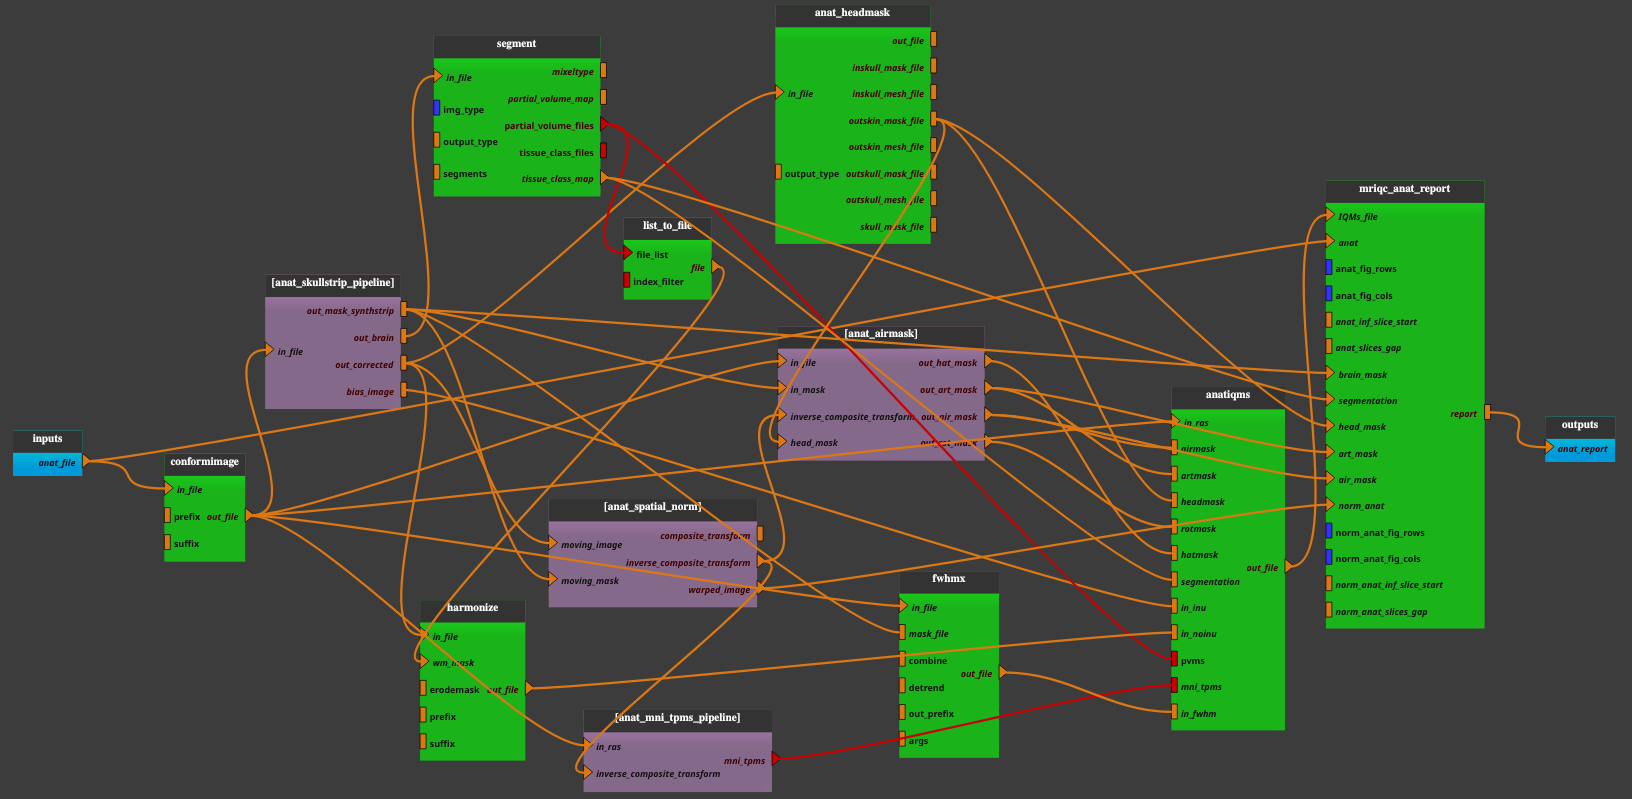 anat_headmask
out_file
inskull_mask_file
in_file
inskull_mesh_file
outskin_mask_file
outskin_mesh_file
output_type
outskull_mask_file
outskull_mesh_file
skull_mask_file
segment
in_file
mixeltype
img_type
partial_volume_map
output_type
partial_volume_files
tissue_class_files
segments
tissue_class_map
list_to_file
file_list
file
index_filter
[anat_skullstrip_pipeline]
out_mask_synthstrip
out_brain
in_file
out_corrected
bias_image
inputs
anat_file
conformimage
in_file
prefix
out_file
suffix
[anat_airmask]
in_file
out_hat_mask
in_mask
out_art_mask
inverse_composite_transform
out_air_mask
head_mask
out_rot_mask
[anat_spatial_norm]
composite_transform
moving_image
inverse_composite_transform
moving_mask
warped_image
harmonize
in_file
wm_mask
erodemask
out_file
prefix
suffix
[anat_mni_tpms_pipeline]
in_ras
mni_tpms
inverse_composite_transform
fwhmx
in_file
mask_file
combine
out_file
detrend
out_prefix
args
anatiqms
in_ras
airmask
artmask
headmask
rotmask
hatmask
out_file
segmentation
in_inu
in_noinu
pvms
mni_tpms
in_fwhm
mriqc_anat_report
IQMs_file
anat
anat_fig_rows
anat_fig_cols
anat_inf_slice_start
anat_slices_gap
brain_mask
segmentation
report
head_mask
art_mask
air_mask
norm_anat
norm_anat_fig_rows
norm_anat_fig_cols
norm_anat_inf_slice_start
norm_anat_slices_gap
outputs
anat_report